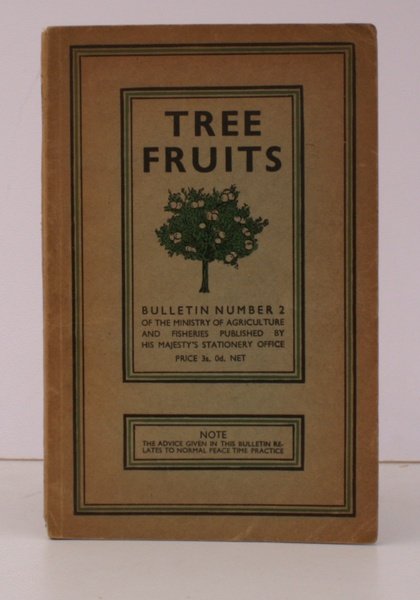 TREE
FRUITS
BULLETIN NUMBER 2
OF THE MINISTRY OF AGRICULTURE
AND FISHERIES PUBLISHED BY
HIS MAJESTY'S STATIONERY OFFICE
PRICE 3s. 0d. NET
NOTE
THE ADVICE GIVEN IN THIS BULLETIN RE-
LATES TO NORMAL PEACE TIME PRACTICE